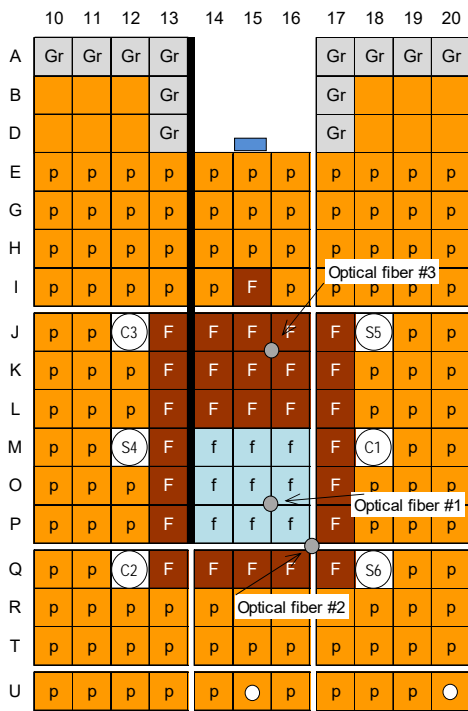 10 11 12 13 14 15 16 17 18 19 20
A Gr Gr Gr Gr Gr Gr Gr Gr
B Gr Gr
D Gr Gr
E p p p p p p p p p p p
G p p p p p p p p p p p
H p p p p p p p p p p p
Optical fiber #3
I p p p p p F p p p p p
J p p C3 F F F F F S5 p p
K p p p F F F F F p p p
L p p p F F F F F p p p
M p p S4 F f f f F C1 p p
O p p p F f f f F p p p
Optical fiber #1
P p p p F f f f F p p p
Q p p C2 F F F F F S6 p p
R p p p p p Optical fiber #2 p p p
T p p p p p p p p p p p
U p p p p p p p p p